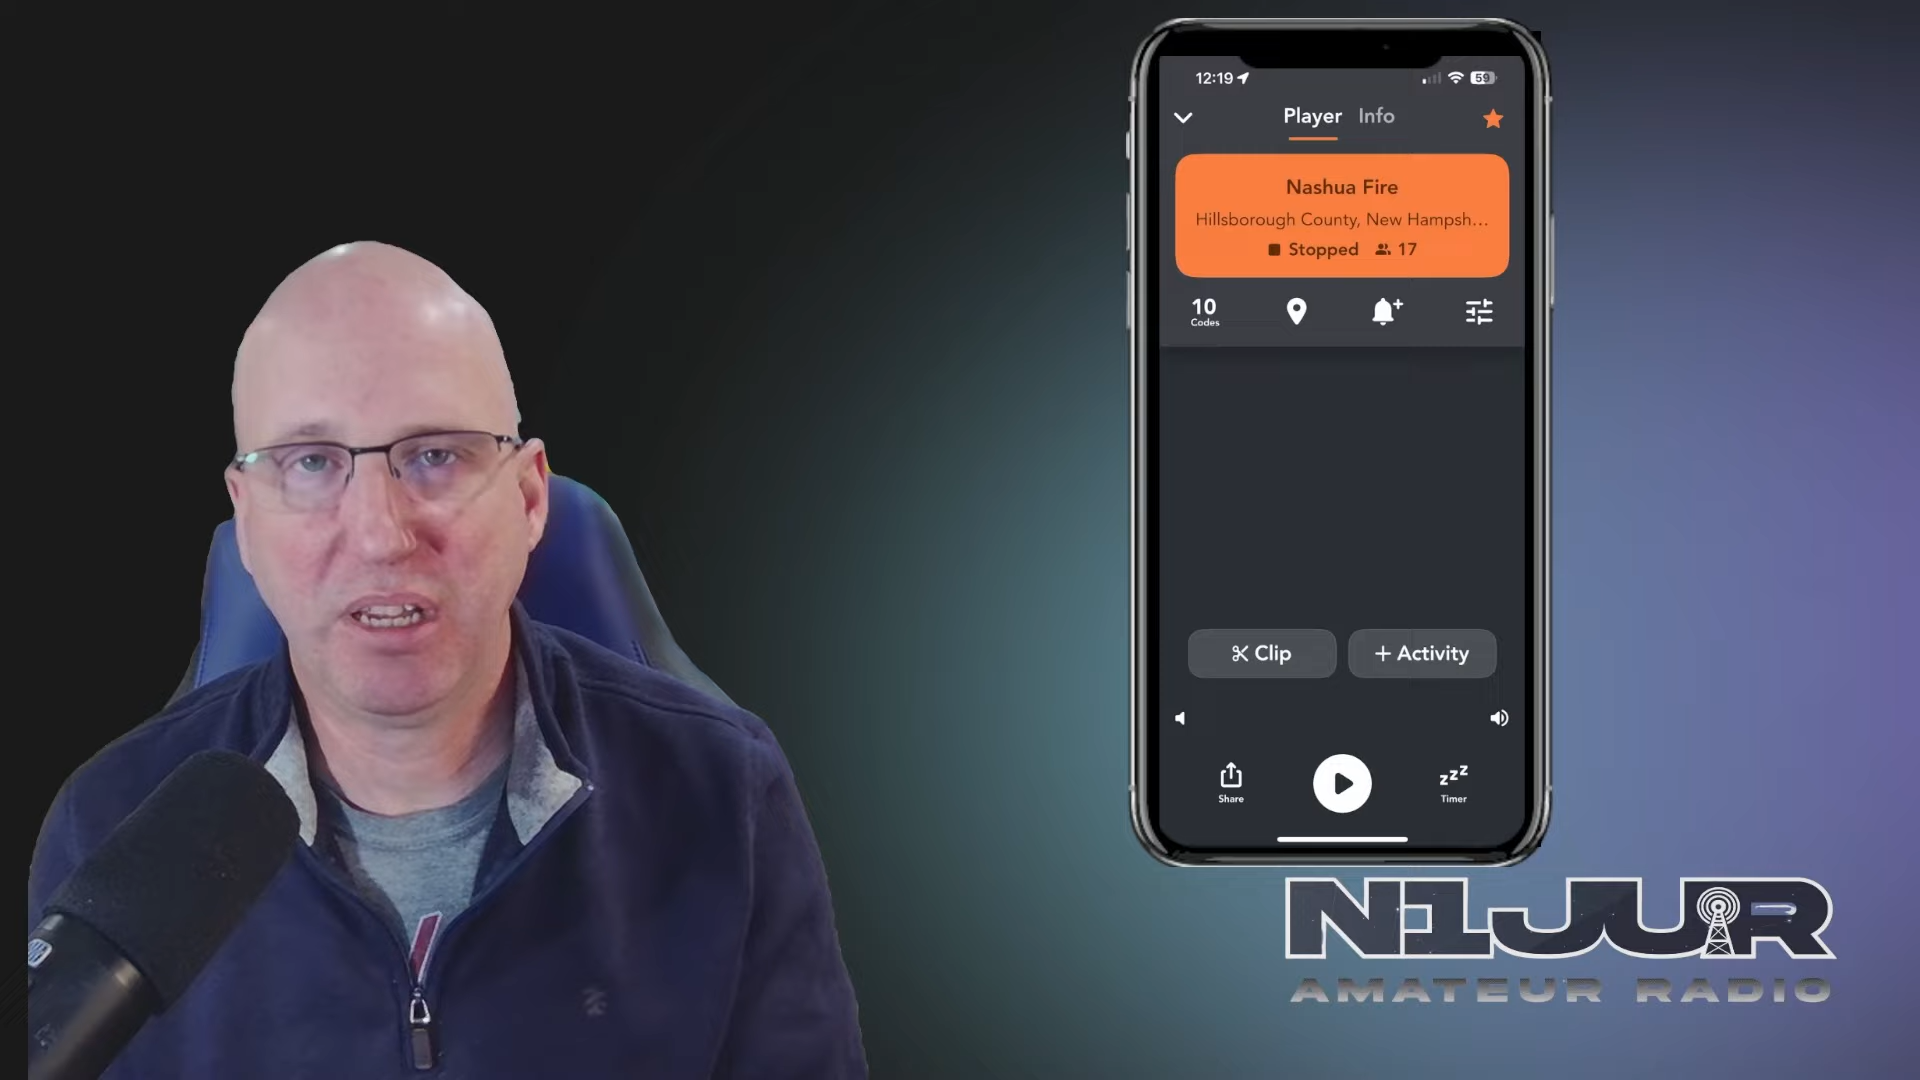 12:19
59
Player Info
Nashua Fire
Hillsborough County, New Hampsh...
Stopped 17
10
Codes
Clip
+ Activity
zzz
Share
Timer
N1JUR
AMATEUR RADIO